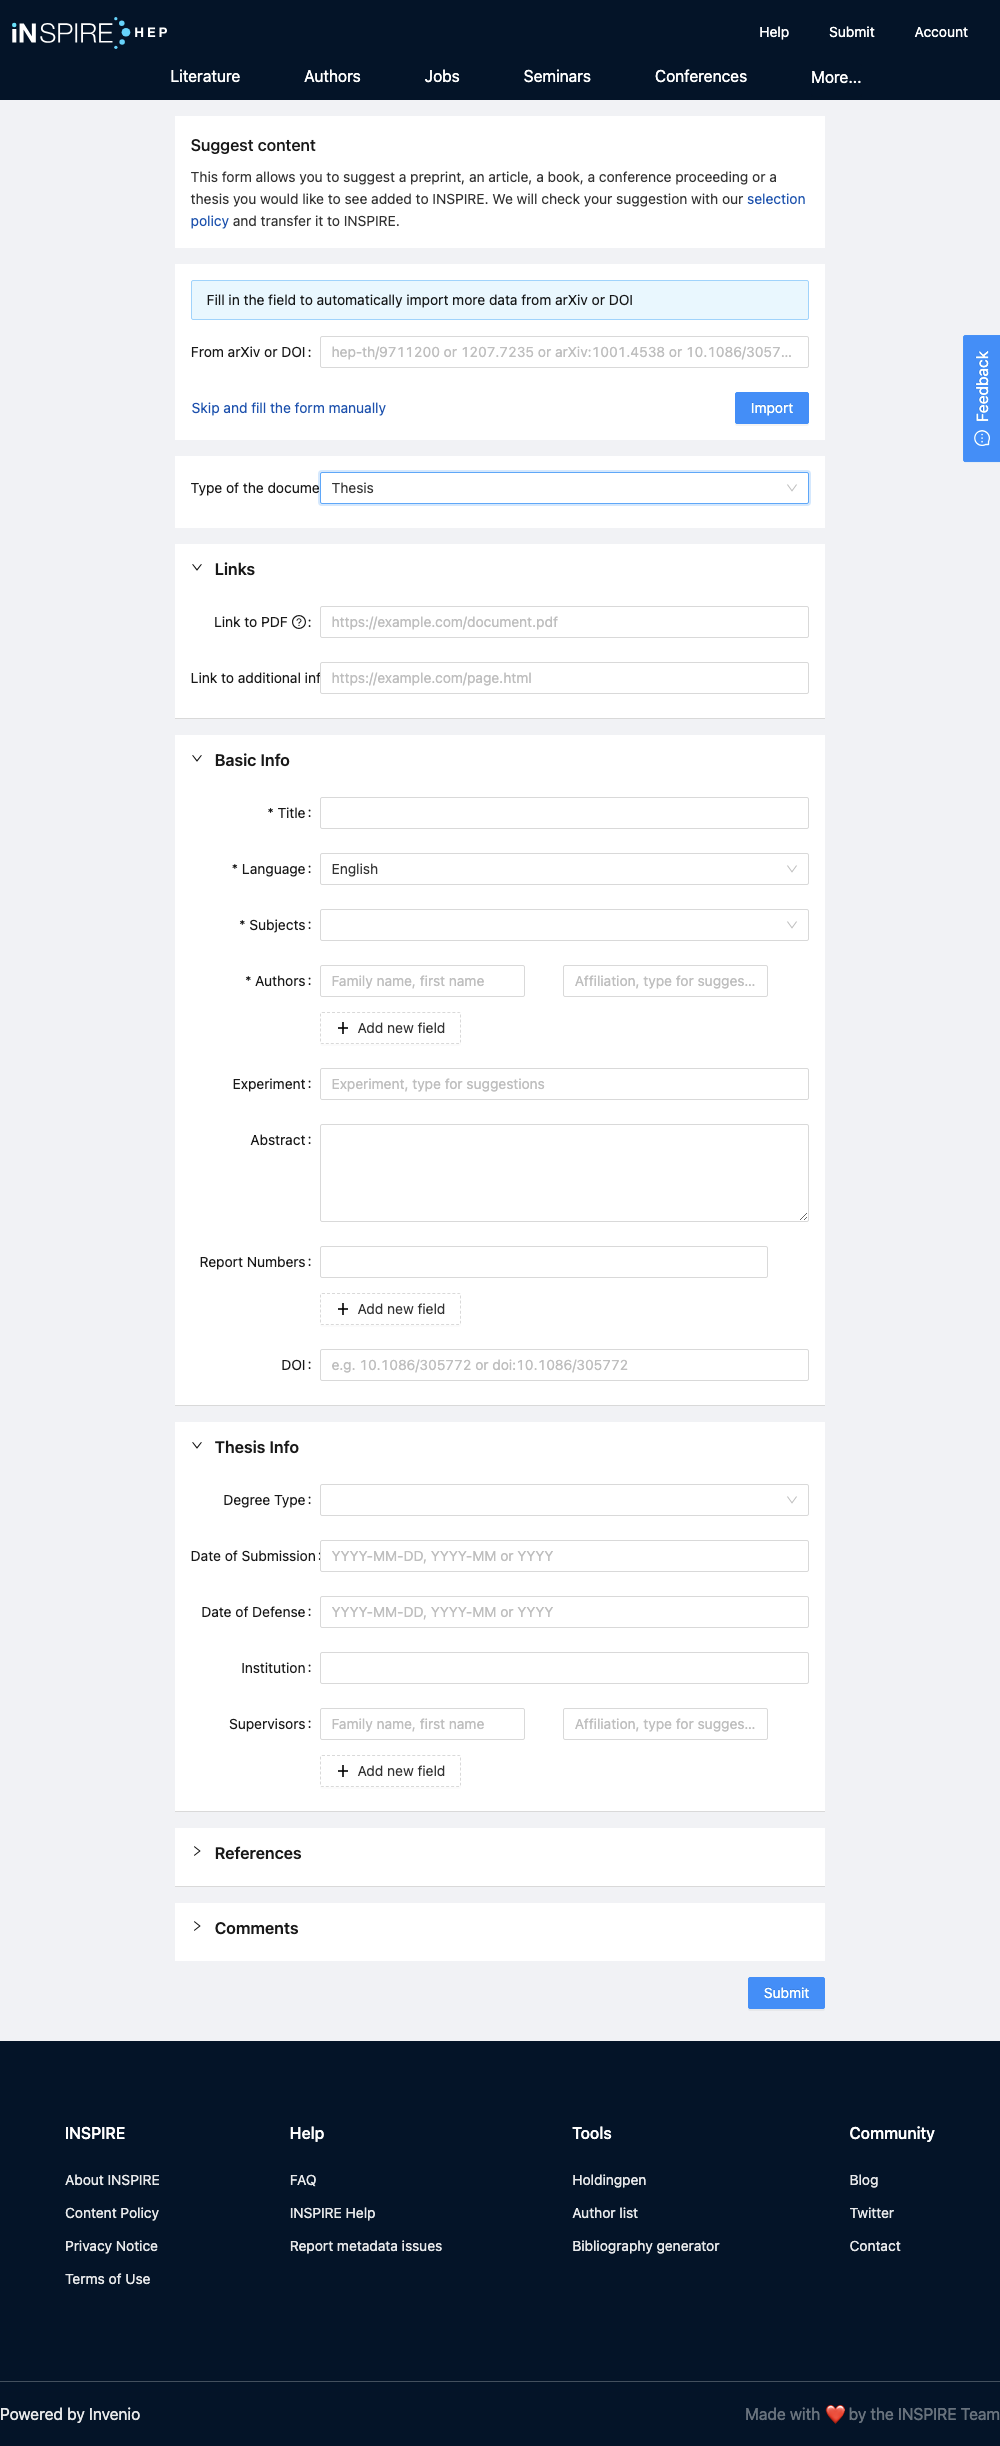 iNSPIRE HEP
Help Submit Account
Literature Authors Jobs Seminars Conferences More...
Suggest content
This form allows you to suggest a preprint, an article, a book, a conference proceeding or a
thesis you would like to see added to INSPIRE. We will check your suggestion with our selection
policy and transfer it to INSPIRE.
Fill in the field to automatically import more data from arXiv or DOI
From arXiv or DOI: hep-th/9711200 or 1207.7235 or arXiv:1001.4538 or 10.1086/3057...
Skip and fill the form manually Import
Feedback
Type of the docume Thesis
Links
Link to PDF ?: https://example.com/document.pdf
Link to additional inf https://example.com/page.html
Basic Info
* Title:
* Language: English
* Subjects:
* Authors: Family name, first name Affiliation, type for sugges...
+ Add new field
Experiment: Experiment, type for suggestions
Abstract:
Report Numbers:
+ Add new field
DOI: e.g. 10.1086/305772 or doi:10.1086/305772
Thesis Info
Degree Type:
Date of Submission: YYYY-MM-DD, YYYY-MM or YYYY
Date of Defense: YYYY-MM-DD, YYYY-MM or YYYY
Institution:
Supervisors: Family name, first name Affiliation, type for sugges...
+ Add new field
References
Comments
Submit
INSPIRE Help Tools Community
About INSPIRE FAQ Holdingpen Blog
Content Policy INSPIRE Help Author list Twitter
Privacy Notice Report metadata issues Bibliography generator Contact
Terms of Use
Powered by Invenio Made with ❤️ by the INSPIRE Team